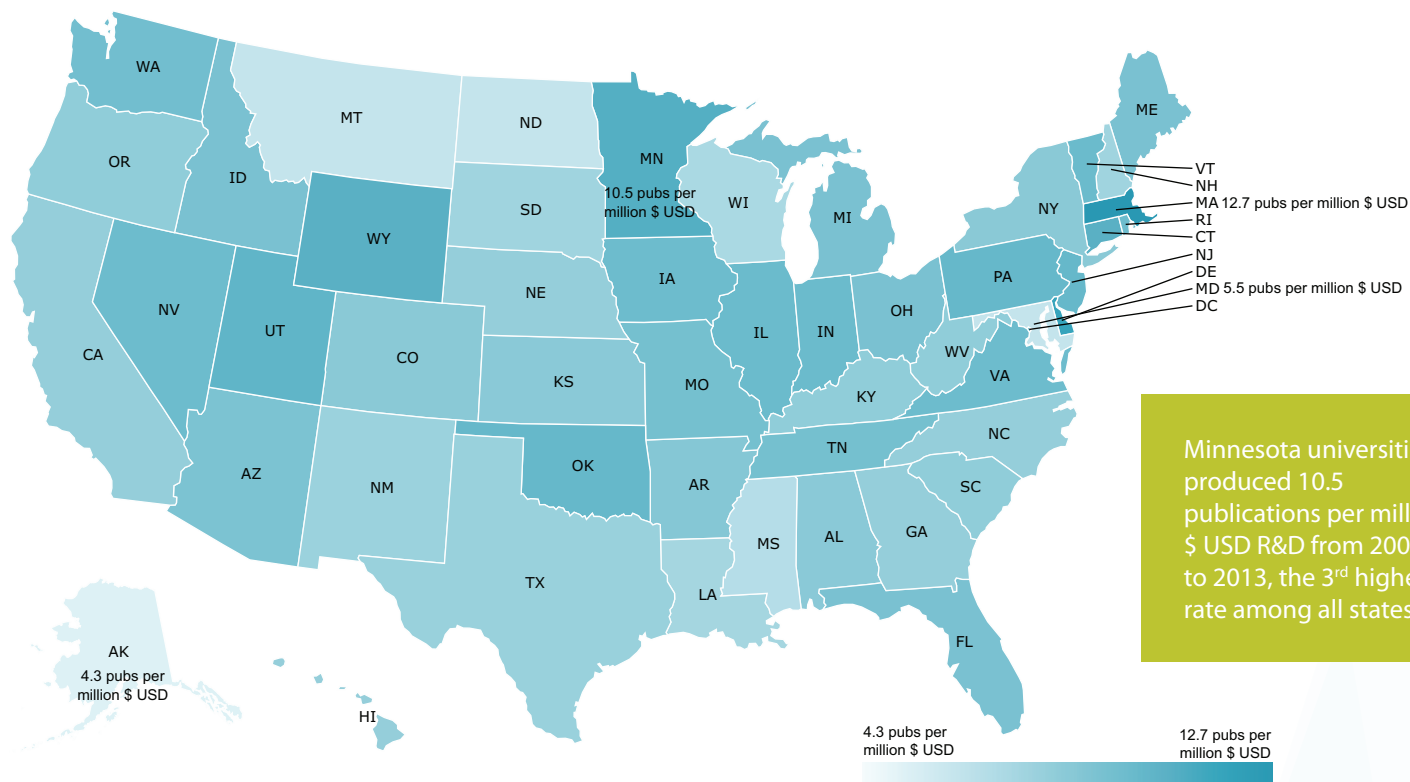 WA
MT
ND
MN
10.5 pubs per
million $ USD
ME
OR
ID
SD
WI
MI
NY
VT
NH
MA 12.7 pubs per million $ USD
RI
CT
NJ
DE
MD 5.5 pubs per million $ USD
DC
WY
NE
IA
PA
NV
UT
CO
IL
IN
OH
WV
VA
CA
KS
MO
KY
NC
TN
AZ
NM
OK
AR
SC
MS
AL
GA
TX
LA
FL
AK
4.3 pubs per
million $ USD
HI
Minnesota
produced 10.5
publications per
$ USD R&D from
to 2013, the 3rd
rate among all states
4.3 pubs per
million $ USD
12.7 pubs per
million $ USD